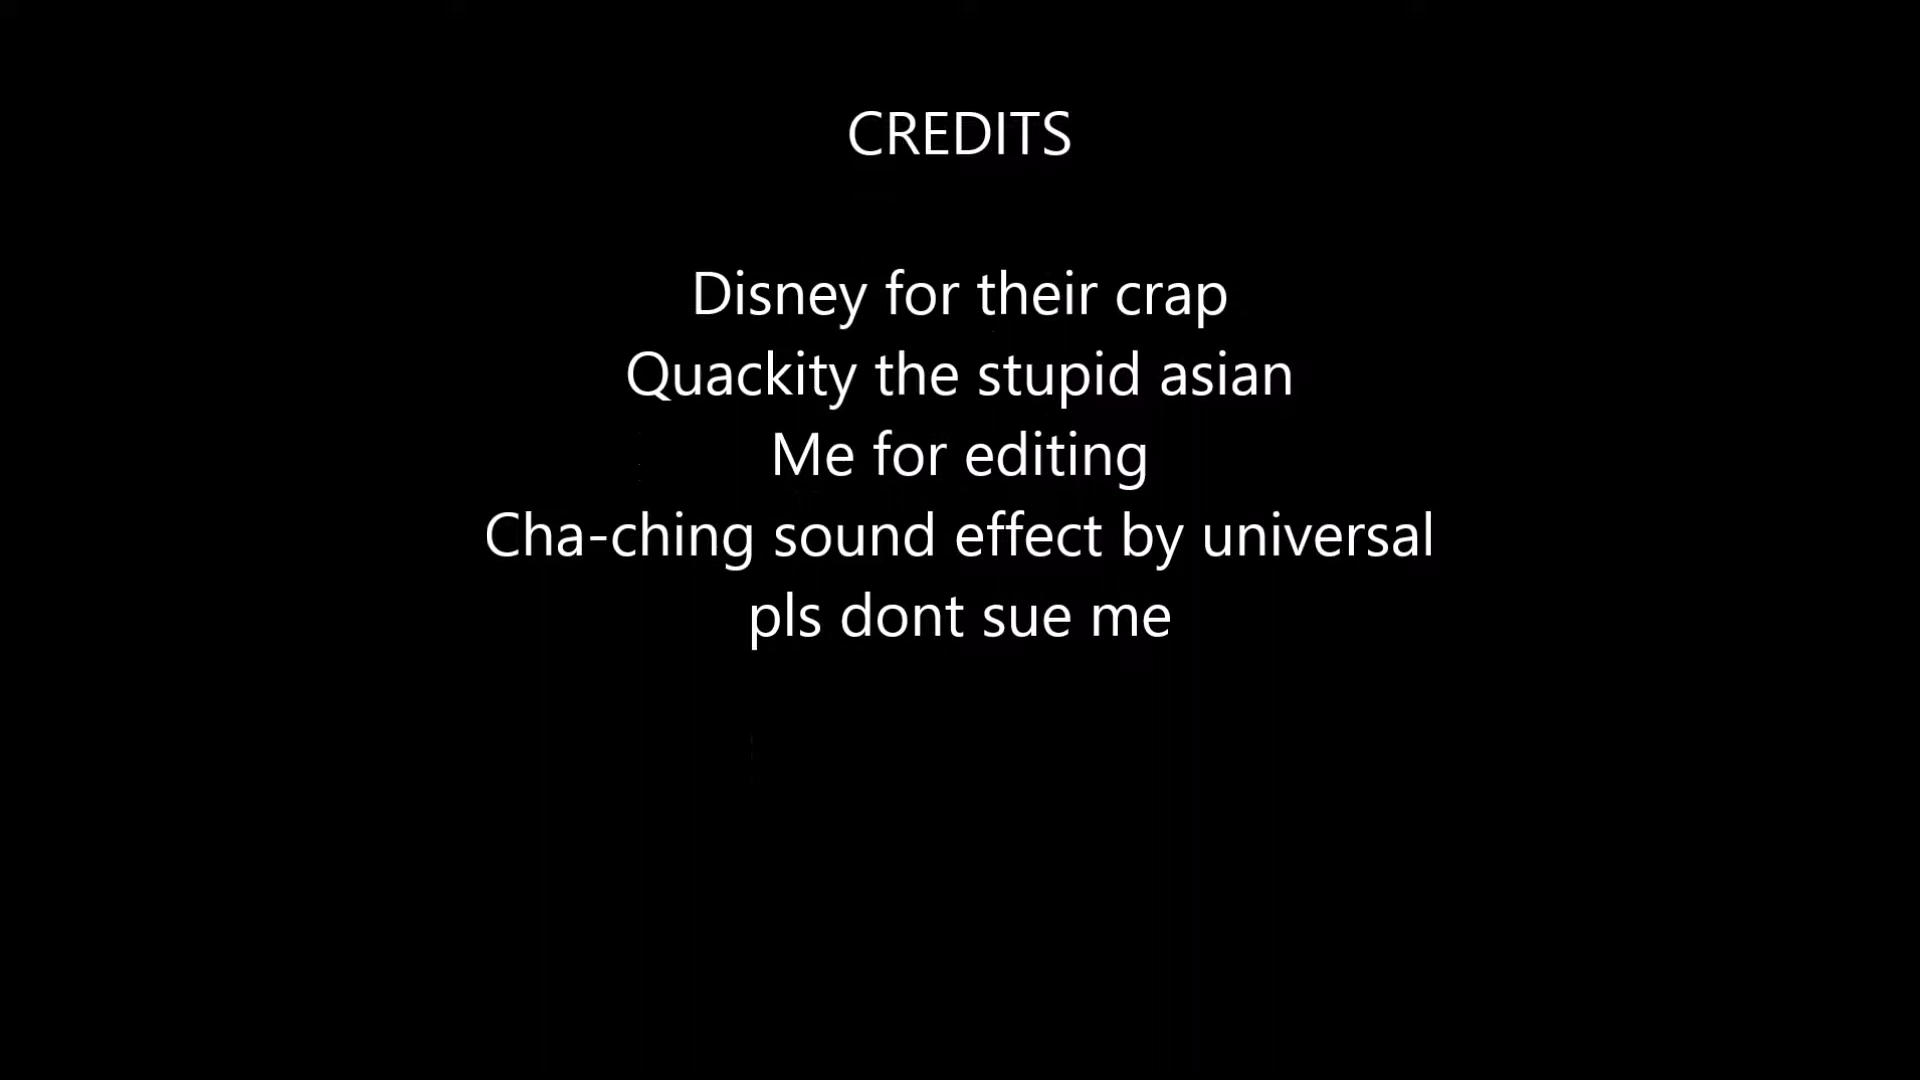 CREDITS
Disney for their crap
Quackity the stupid asian
Me for editing
Cha-ching sound effect by universal
pls dont sue me